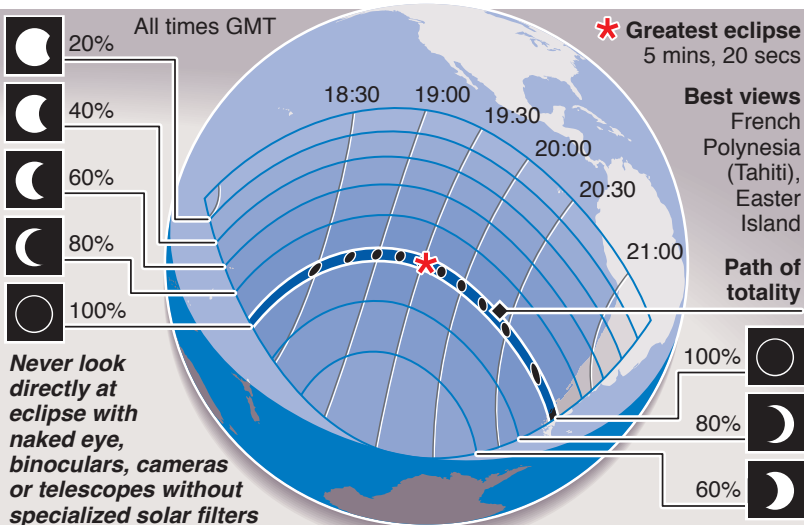 All times GMT
20%
40%
60%
80%
100%
Never look
directly at
eclipse with
naked eye,
binoculars, cameras
or telescopes without
specialized solar filters
18:30
19:00
19:30
20:00
20:30
21:00
Greatest eclipse
5 mins, 20 secs
Best views
French
Polynesia
(Tahiti),
Easter
Island
Path of
totality
100%
80%
60%